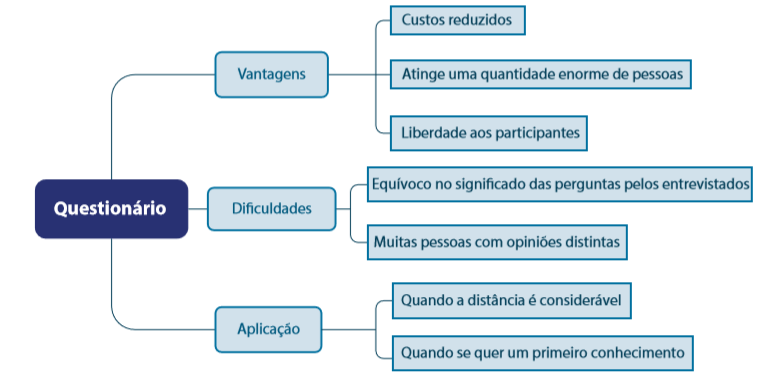 Questionário
Vantagens
Custos reduzidos
Atinge uma quantidade enorme de pessoas
Liberdade aos participantes
Dificuldades
Equívoco no significado das perguntas pelos entrevistados
Muitas pessoas com opiniões distintas
Aplicação
Quando a distância é considerável
Quando se quer um primeiro conhecimento